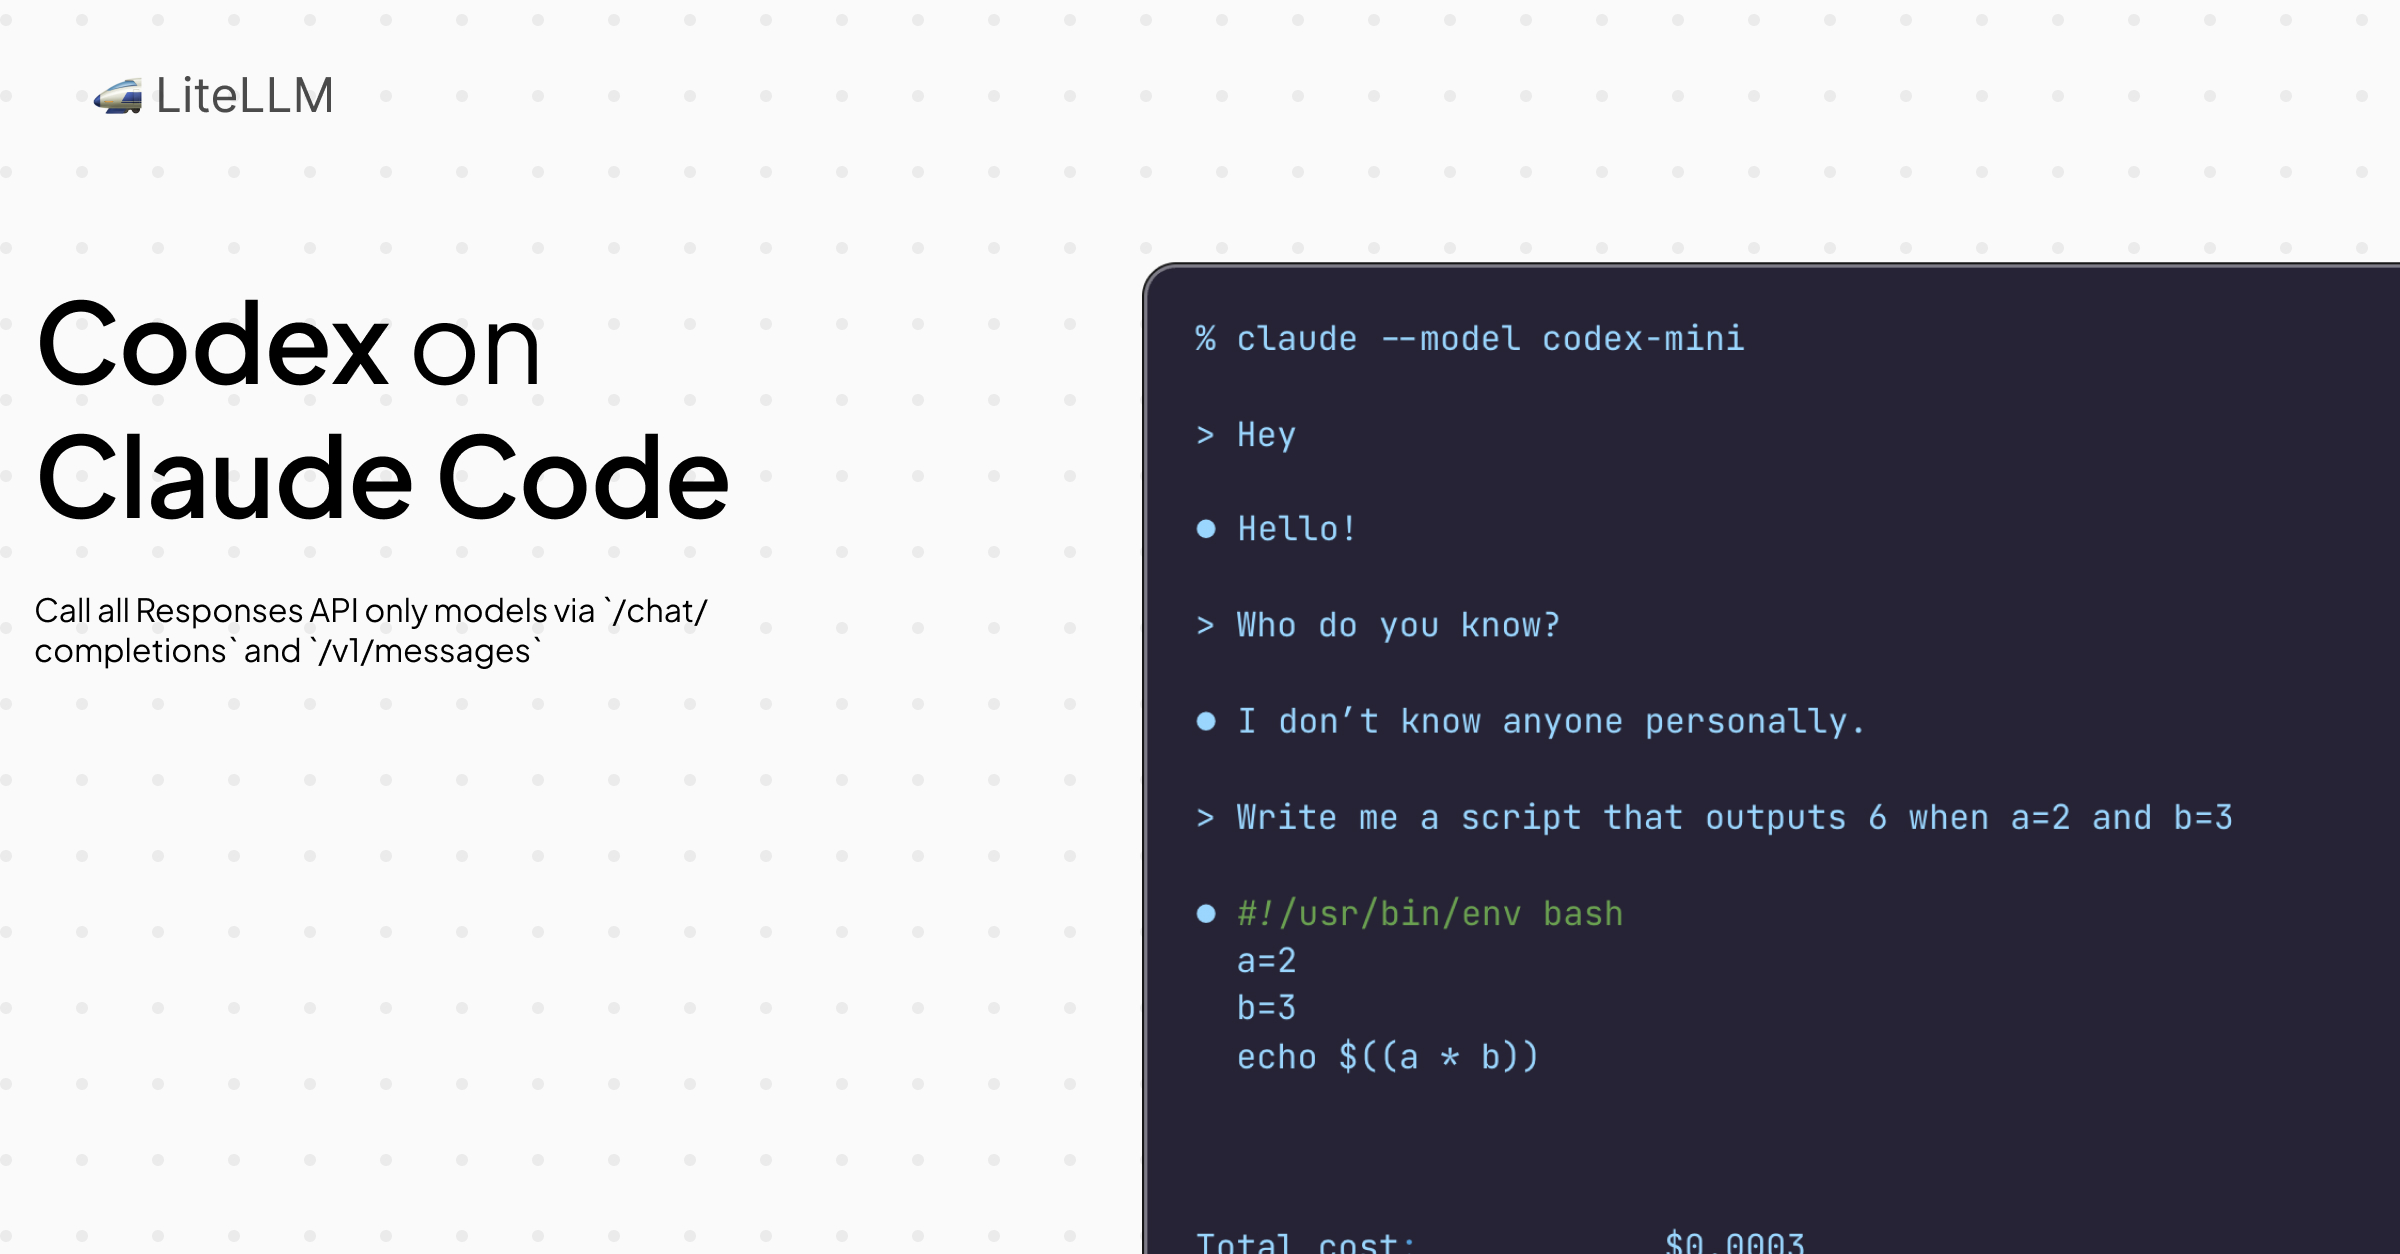 LiteLLM
Codex on
Claude Code
Call all Responses API only models via `/chat/
completions` and `/v1/messages`
% claude --model codex-mini
> Hey
● Hello!
> Who do you know?
● I don’t know anyone personally.
> Write me a script that outputs 6 when a=2 and b=3
● #!/usr/bin/env bash
a=2
b=3
echo $((a * b))
Total cost: $0.0003